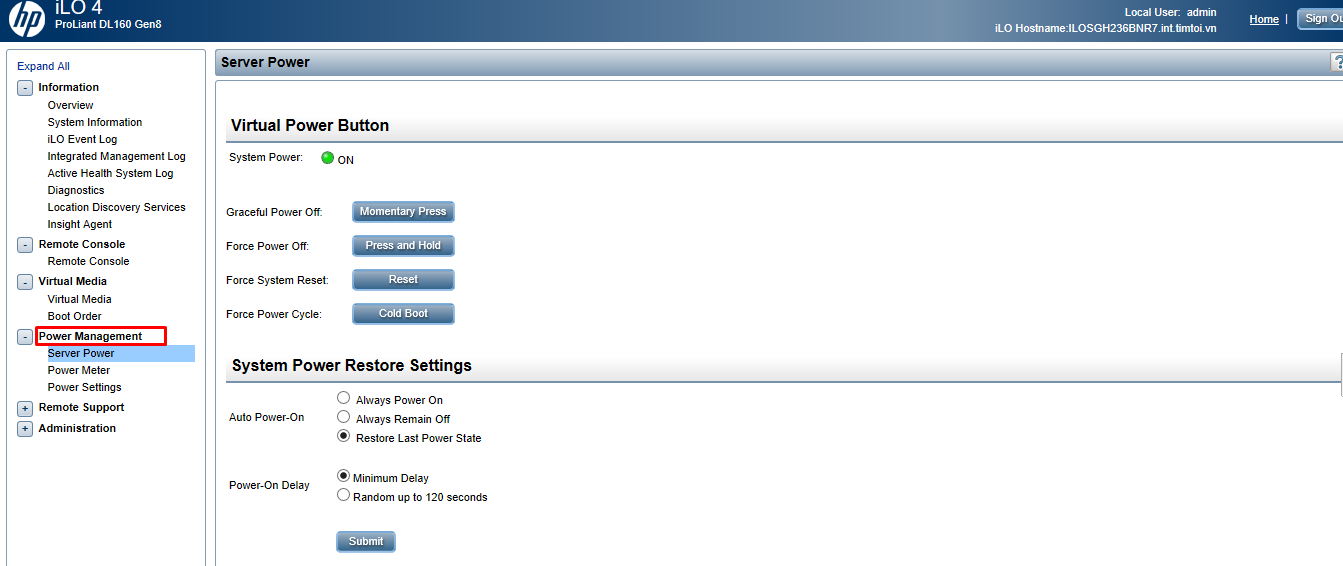 hp
iLO 4
ProLiant DL160 Gen8
Local User: admin
iLO Hostname:ILOSGH236BNR7.int.timtoi.vn
Home |
Sign Ou
Expand All
- Information
Overview
System Information
iLO Event Log
Integrated Management Log
Active Health System Log
Diagnostics
Location Discovery Services
Insight Agent
- Remote Console
Remote Console
- Virtual Media
Virtual Media
Boot Order
- Power Management
Server Power
Power Meter
Power Settings
+ Remote Support
+ Administration
Server Power
?
Virtual Power Button
System Power: ON
Graceful Power Off: Momentary Press
Force Power Off: Press and Hold
Force System Reset: Reset
Force Power Cycle: Cold Boot
System Power Restore Settings
Auto Power-On
Always Power On
Always Remain Off
Restore Last Power State
Power-On Delay
Minimum Delay
Random up to 120 seconds
Submit